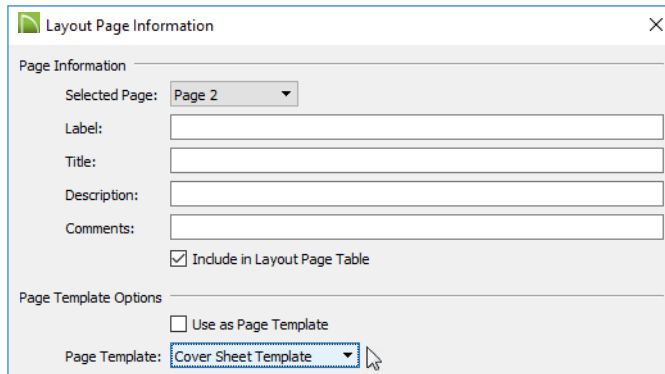 Layout Page Information
Page Information
Selected Page: Page 2
Label:
Title:
Description:
Comments:
Include in Layout Page Table
Page Template Options
Use as Page Template
Page Template: Cover Sheet Template